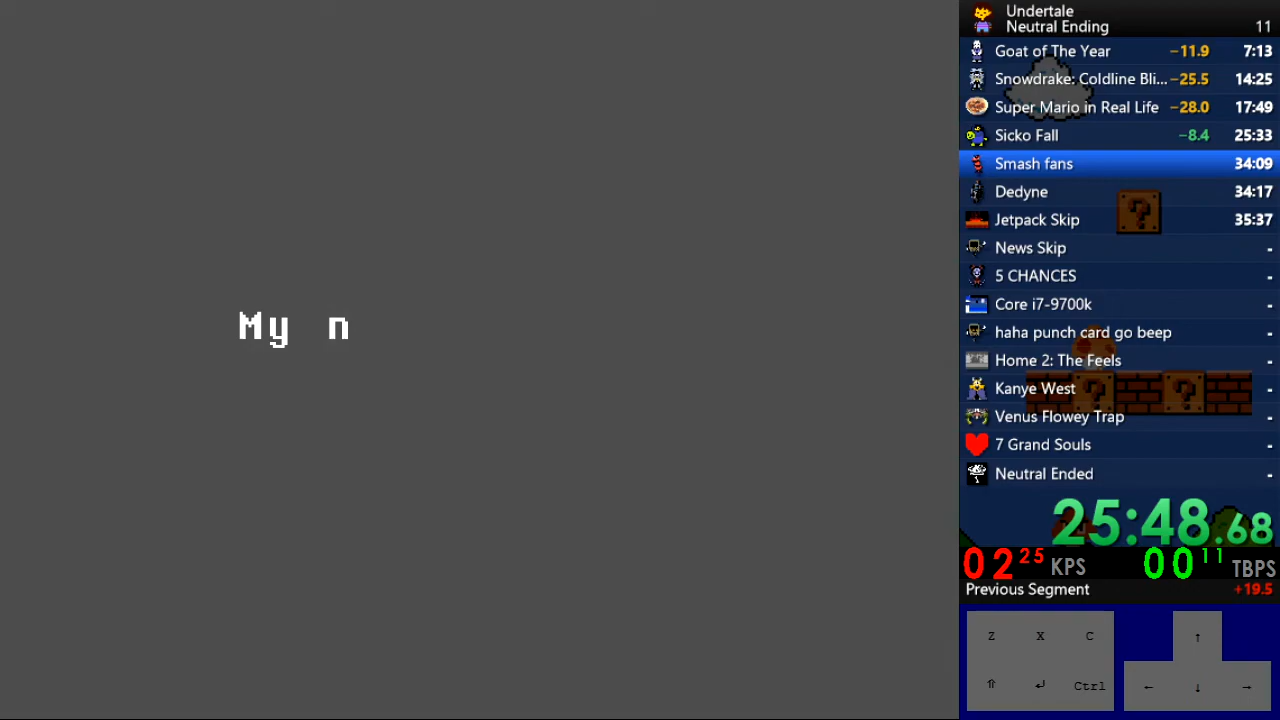 My n
Undertale
Neutral Ending 11
Goat of The Year −11.9 7:13
Snowdrake: Coldline Bli... −25.5 14:25
Super Mario in Real Life −28.0 17:49
Sicko Fall −8.4 25:33
Smash fans 34:09
Dedyne 34:17
Jetpack Skip 35:37
News Skip -
5 CHANCES -
Core i7-9700k -
haha punch card go beep -
Home 2: The Feels -
Kanye West -
Venus Flowey Trap -
7 Grand Souls -
Neutral Ended -
25:48.68
02 25 KPS 00 11 TBPS
Previous Segment +19.5
Z X C ↑
⇧ ↵ Ctrl ← ↓ →